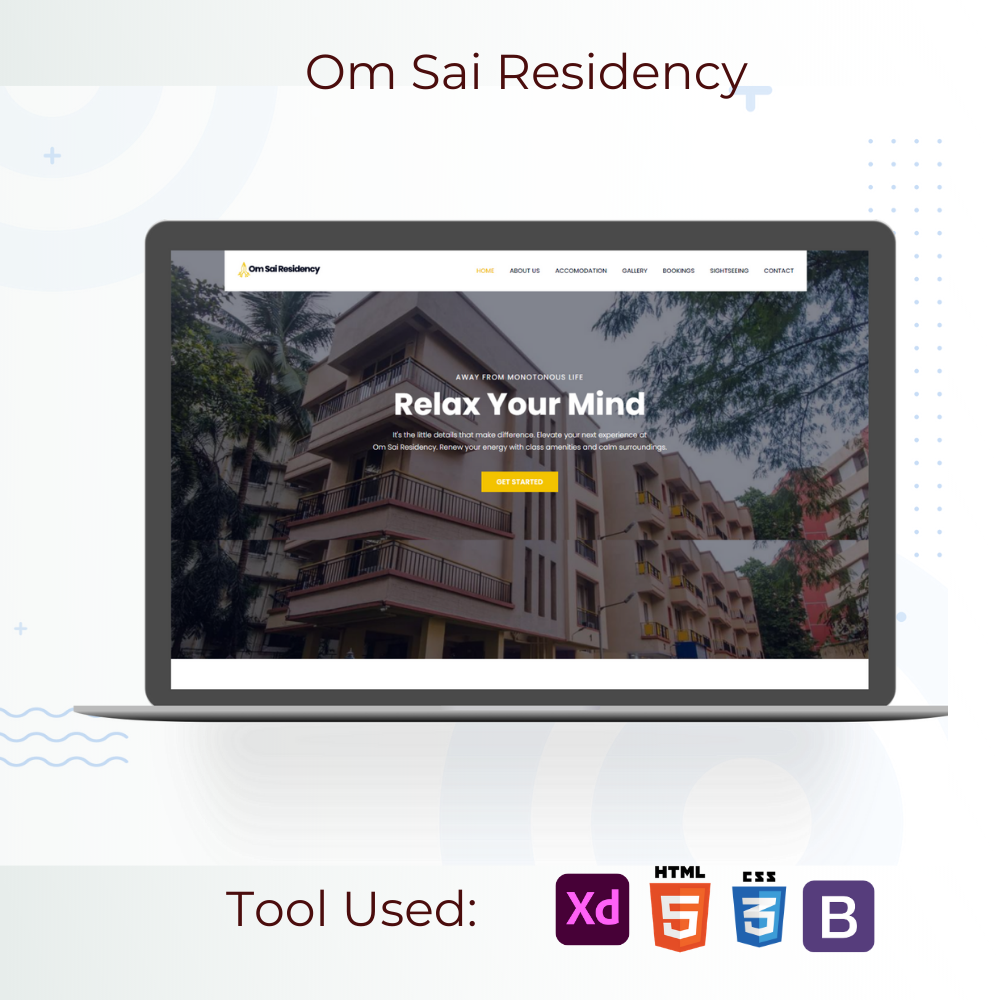 Om Sai Residency
Om Sai Residency
HOME ABOUT US ACCOMODATION GALLERY BOOKINGS SIGHTSEEING CONTACT
AWAY FROM MONOTONOUS LIFE
Relax Your Mind
It's the little details that make difference. Elevate your next experience at
Om Sai Residency. Renew your energy with class amenities and calm surroundings.
GET STARTED
Tool Used:
Xd
HTML
5
CSS
3
B